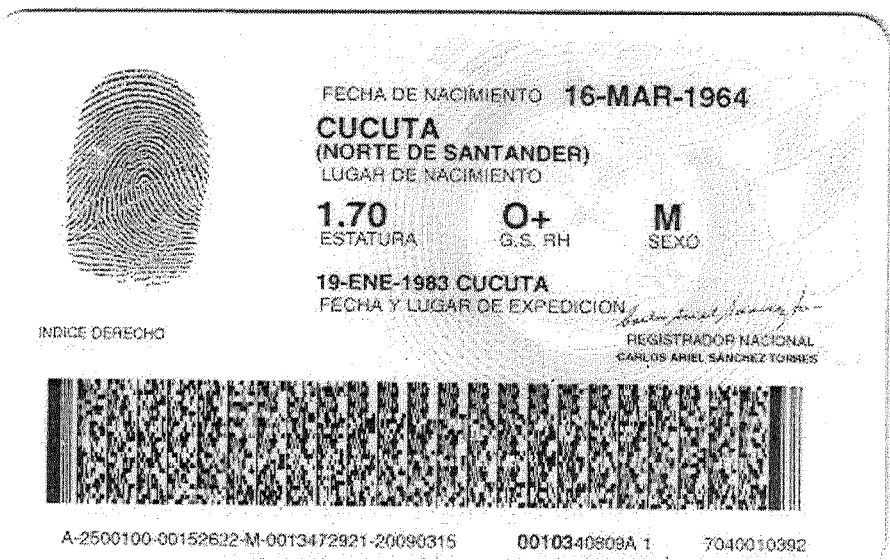 FECHA DE NACIMIENTO 16-MAR-1964
CUCUTA
(NORTE DE SANTANDER)
LUGAR DE NACIMIENTO
1.70 O+ M
ESTATURA G.S. RH SEXO
19-ENE-1983 CUCUTA
FECHA Y LUGAR DE EXPEDICION
INDICE DERECHO
REGISTRADOR NACIONAL
CARLOS ARIEL SANCHEZ TORRES
A-2500100-00152622-M-0013472921-20090315 0010340809A 1 7040010392